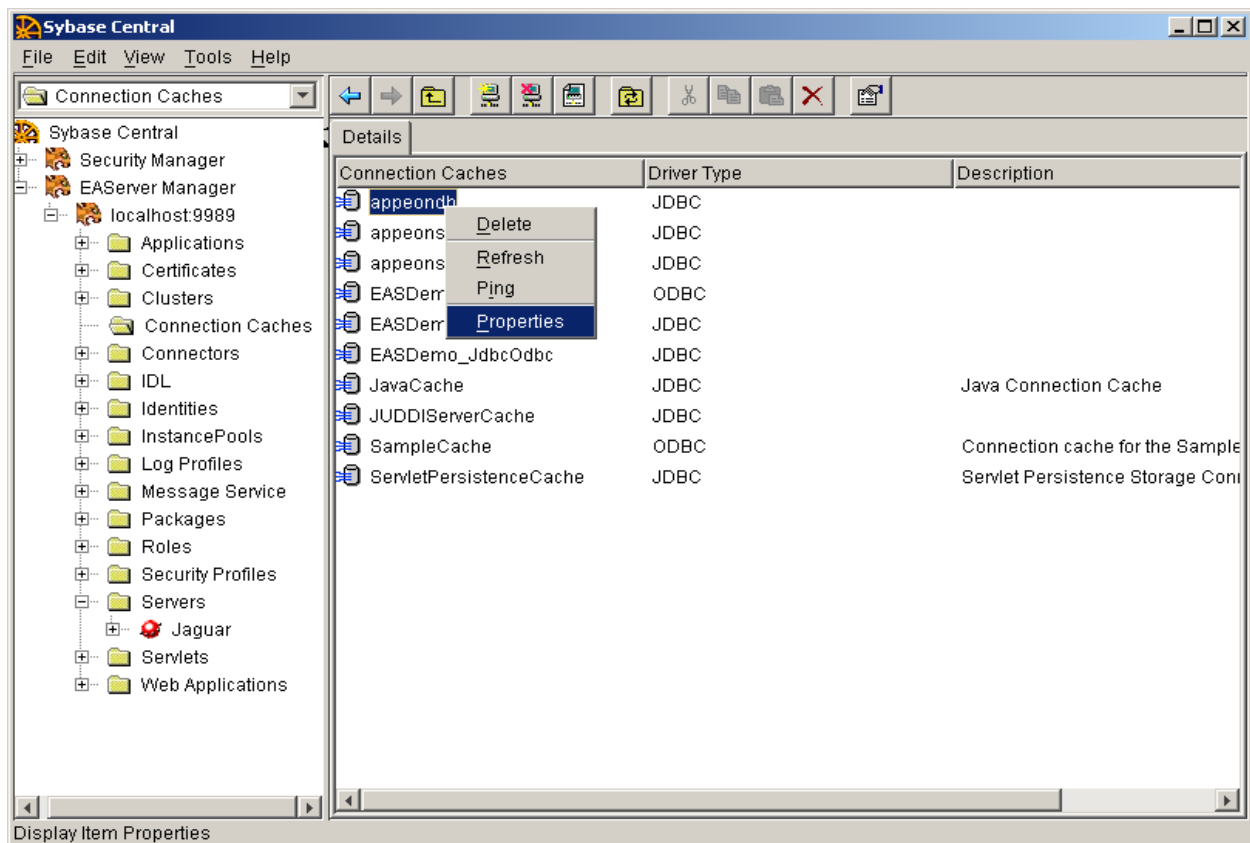 Sybase Central
File Edit View Tools Help
Connection Caches
Sybase Central
Security Manager
EAServer Manager
localhost:9989
Applications
Certificates
Clusters
Connection Caches
Connectors
IDL
Identities
InstancePools
Log Profiles
Message Service
Packages
Roles
Security Profiles
Servers
Jaguar
Servlets
Web Applications
Details
Connection Caches Driver Type Description
appeondb JDBC
appeons JDBC
appeons JDBC
EASDem ODBC
EASDem JDBC
EASDemo_JdbcOdbc JDBC
JavaCache JDBC Java Connection Cache
JUDDIServerCache JDBC
SampleCache ODBC Connection cache for the Sample
ServletPersistenceCache JDBC Servlet Persistence Storage
Delete
Refresh
Ping
Properties
Display Item Properties